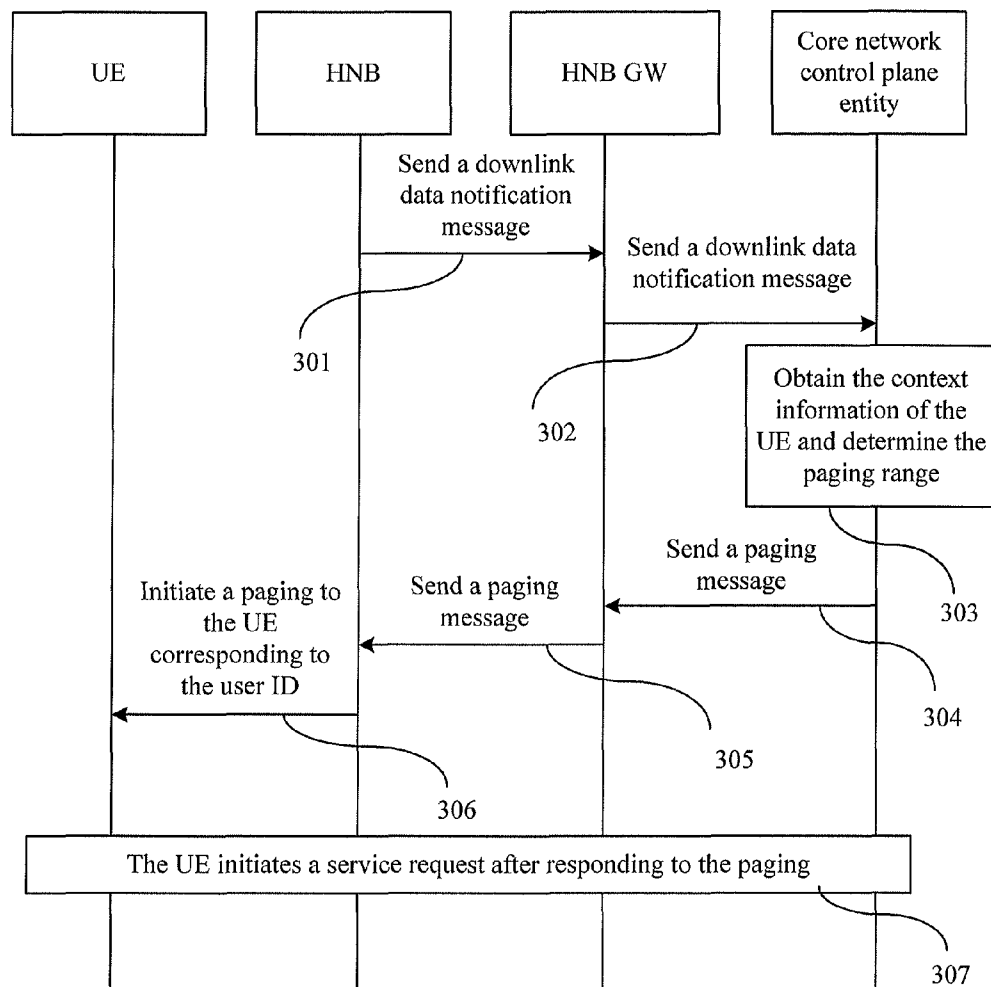 UE
HNB
HNB GW
Core network
control plane
entity
Send a downlink
data notification
message
301
Send a downlink data
notification message
302
Obtain the context
information of the
UE and determine the
paging range
303
Send a paging
message
304
Send a paging
message
305
Initiate a paging to
the UE
corresponding to
the user ID
306
The UE initiates a service request after responding to the paging
307